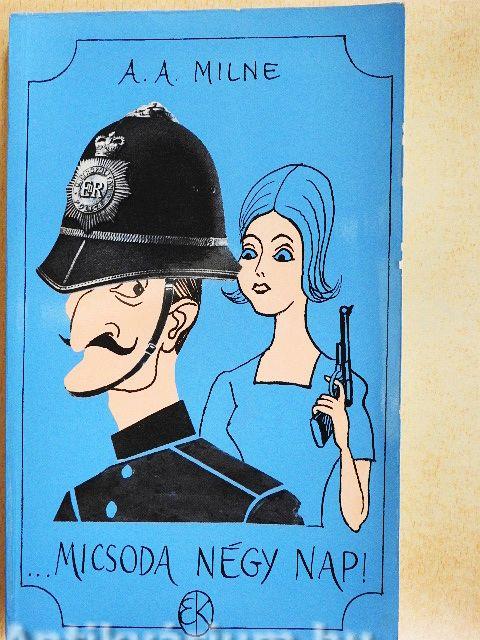 A. A. MILNE
ER
...MICSODA NÉGY NAP!
EK